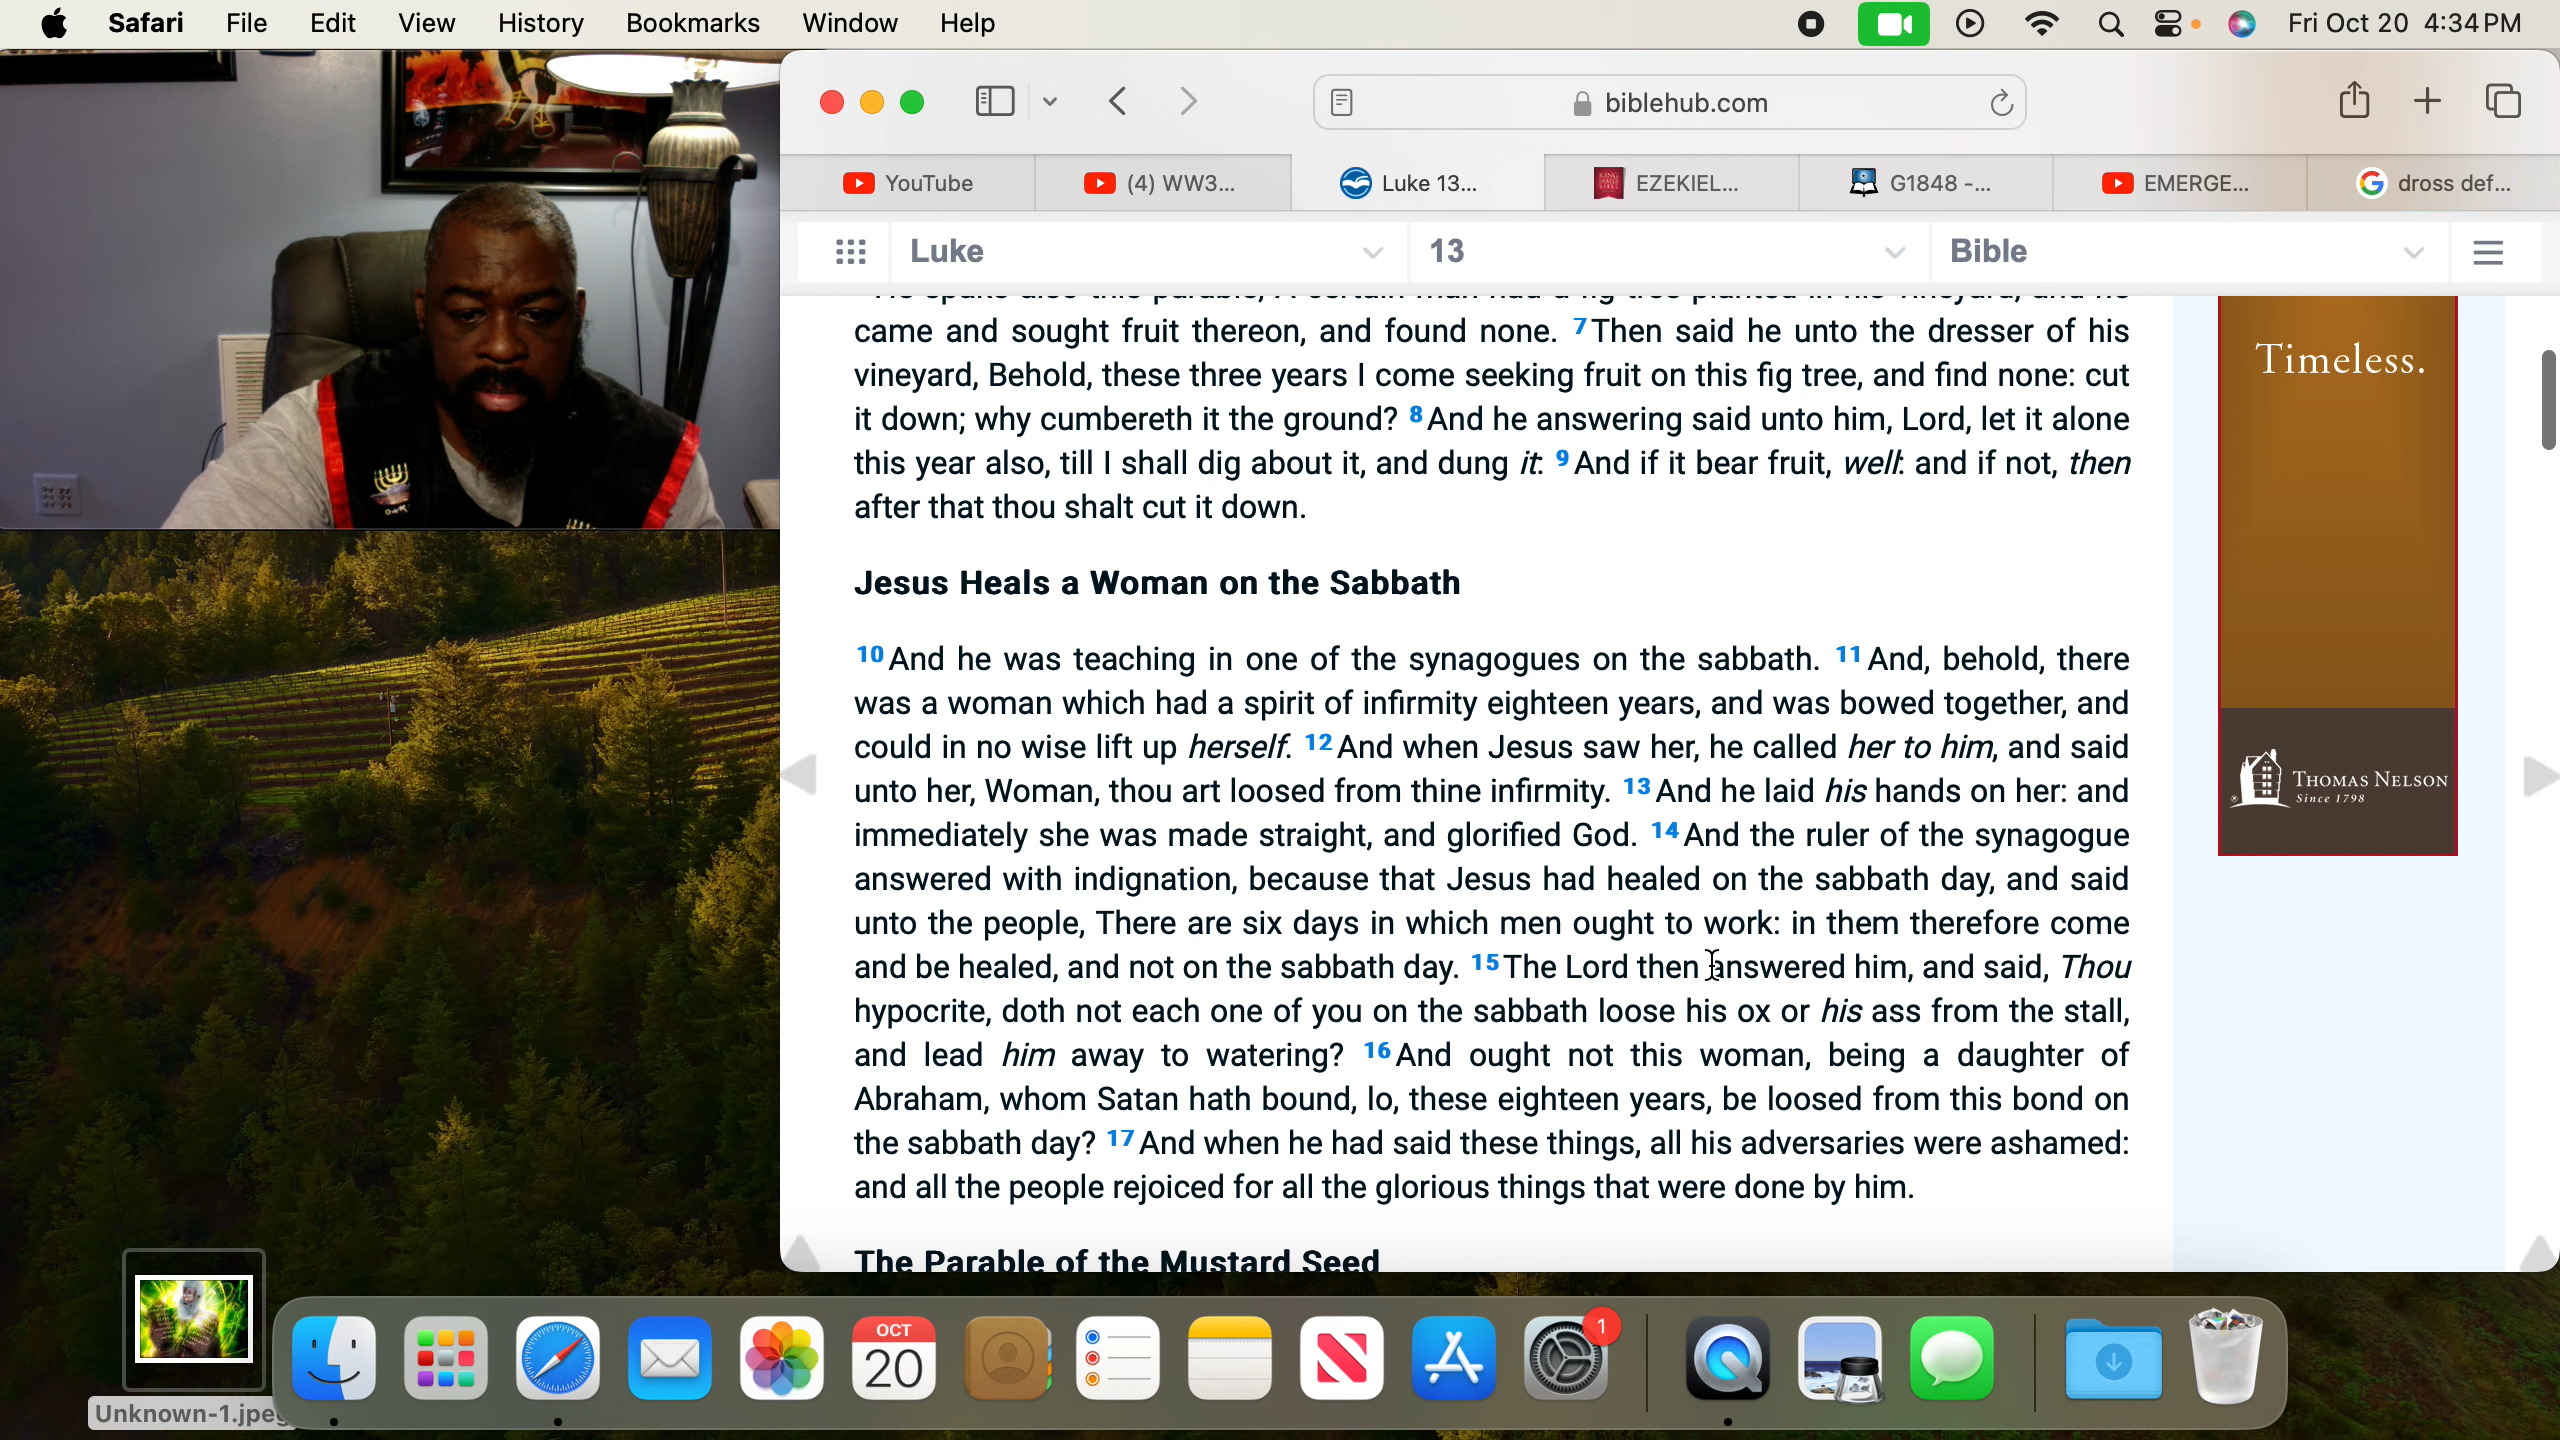 Safari File Edit View History Bookmarks Window Help Fri Oct 20 4:34 PM
biblehub.com
YouTube (4) WW3... Luke 13... EZEKIEL... G1848 -... EMERGE... dross def...
Luke 13 Bible
came and sought fruit thereon, and found none. 7 Then said he unto the dresser of his
vineyard, Behold, these three years I come seeking fruit on this fig tree, and find none: cut
it down; why cumbereth it the ground? 8 And he answering said unto him, Lord, let it alone
this year also, till I shall dig about it, and dung it: 9 And if it bear fruit, well: and if not, then
after that thou shalt cut it down.
Jesus Heals a Woman on the Sabbath
10 And he was teaching in one of the synagogues on the sabbath. 11 And, behold, there
was a woman which had a spirit of infirmity eighteen years, and was bowed together, and
could in no wise lift up herself. 12 And when Jesus saw her, he called her to him, and said
unto her, Woman, thou art loosed from thine infirmity. 13 And he laid his hands on her: and
immediately she was made straight, and glorified God. 14 And the ruler of the synagogue
answered with indignation, because that Jesus had healed on the sabbath day, and said
unto the people, There are six days in which men ought to work: in them therefore come
and be healed, and not on the sabbath day. 15 The Lord then answered him, and said, Thou
hypocrite, doth not each one of you on the sabbath loose his ox or his ass from the stall,
and lead him away to watering? 16 And ought not this woman, being a daughter of
Abraham, whom Satan hath bound, lo, these eighteen years, be loosed from this bond on
the sabbath day? 17 And when he had said these things, all his adversaries were ashamed:
and all the people rejoiced for all the glorious things that were done by him.
The Parable of the Mustard Seed
Timeless.
THOMAS NELSON
Since 1798
OCT
20
1
Unknown-1.jpeg